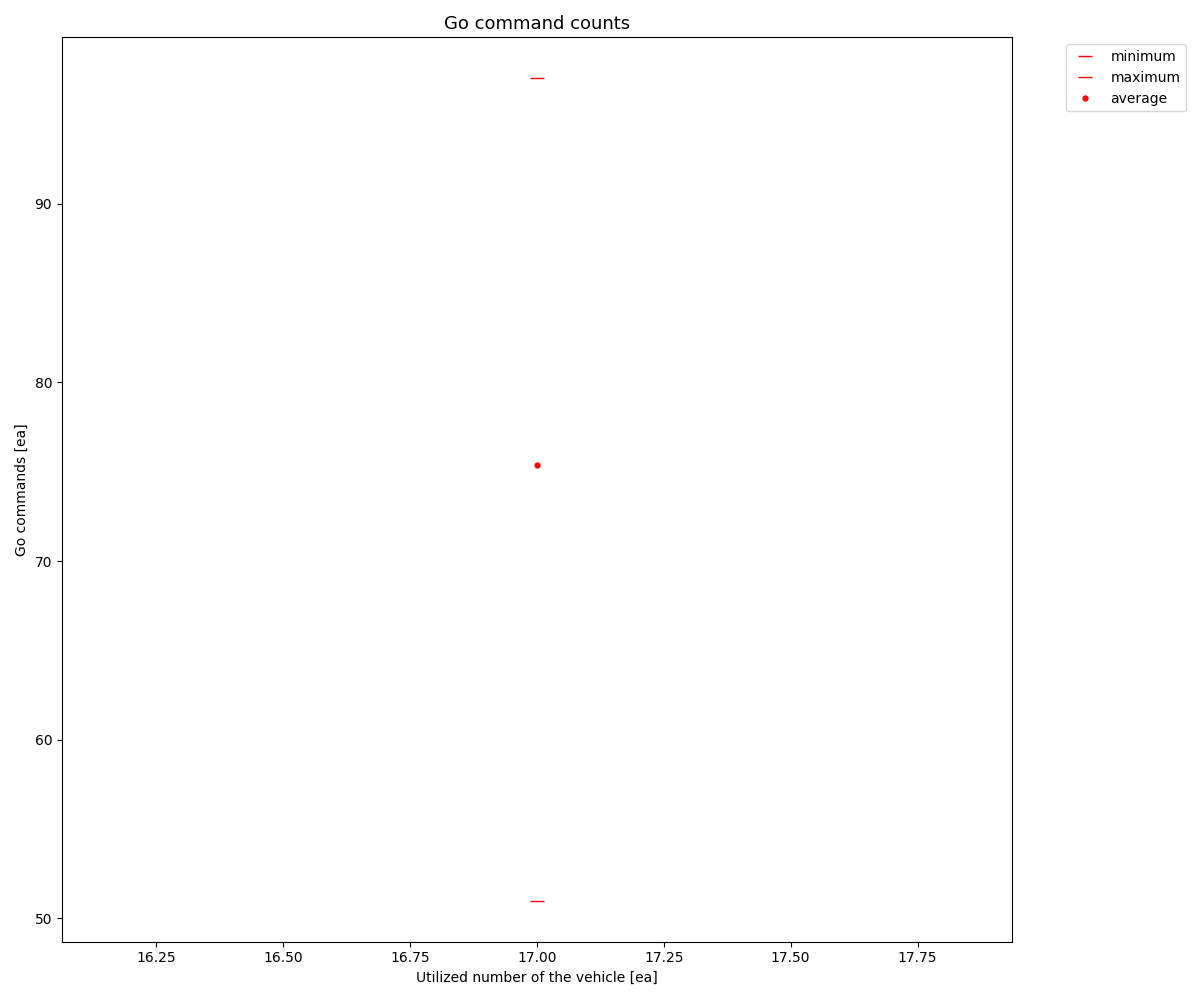 Go command counts
minimum
maximum
average
90
80
70
60
50
Go commands [ea]
16.25 16.50 16.75 17.00 17.25 17.50 17.75
Utilized number of the vehicle [ea]